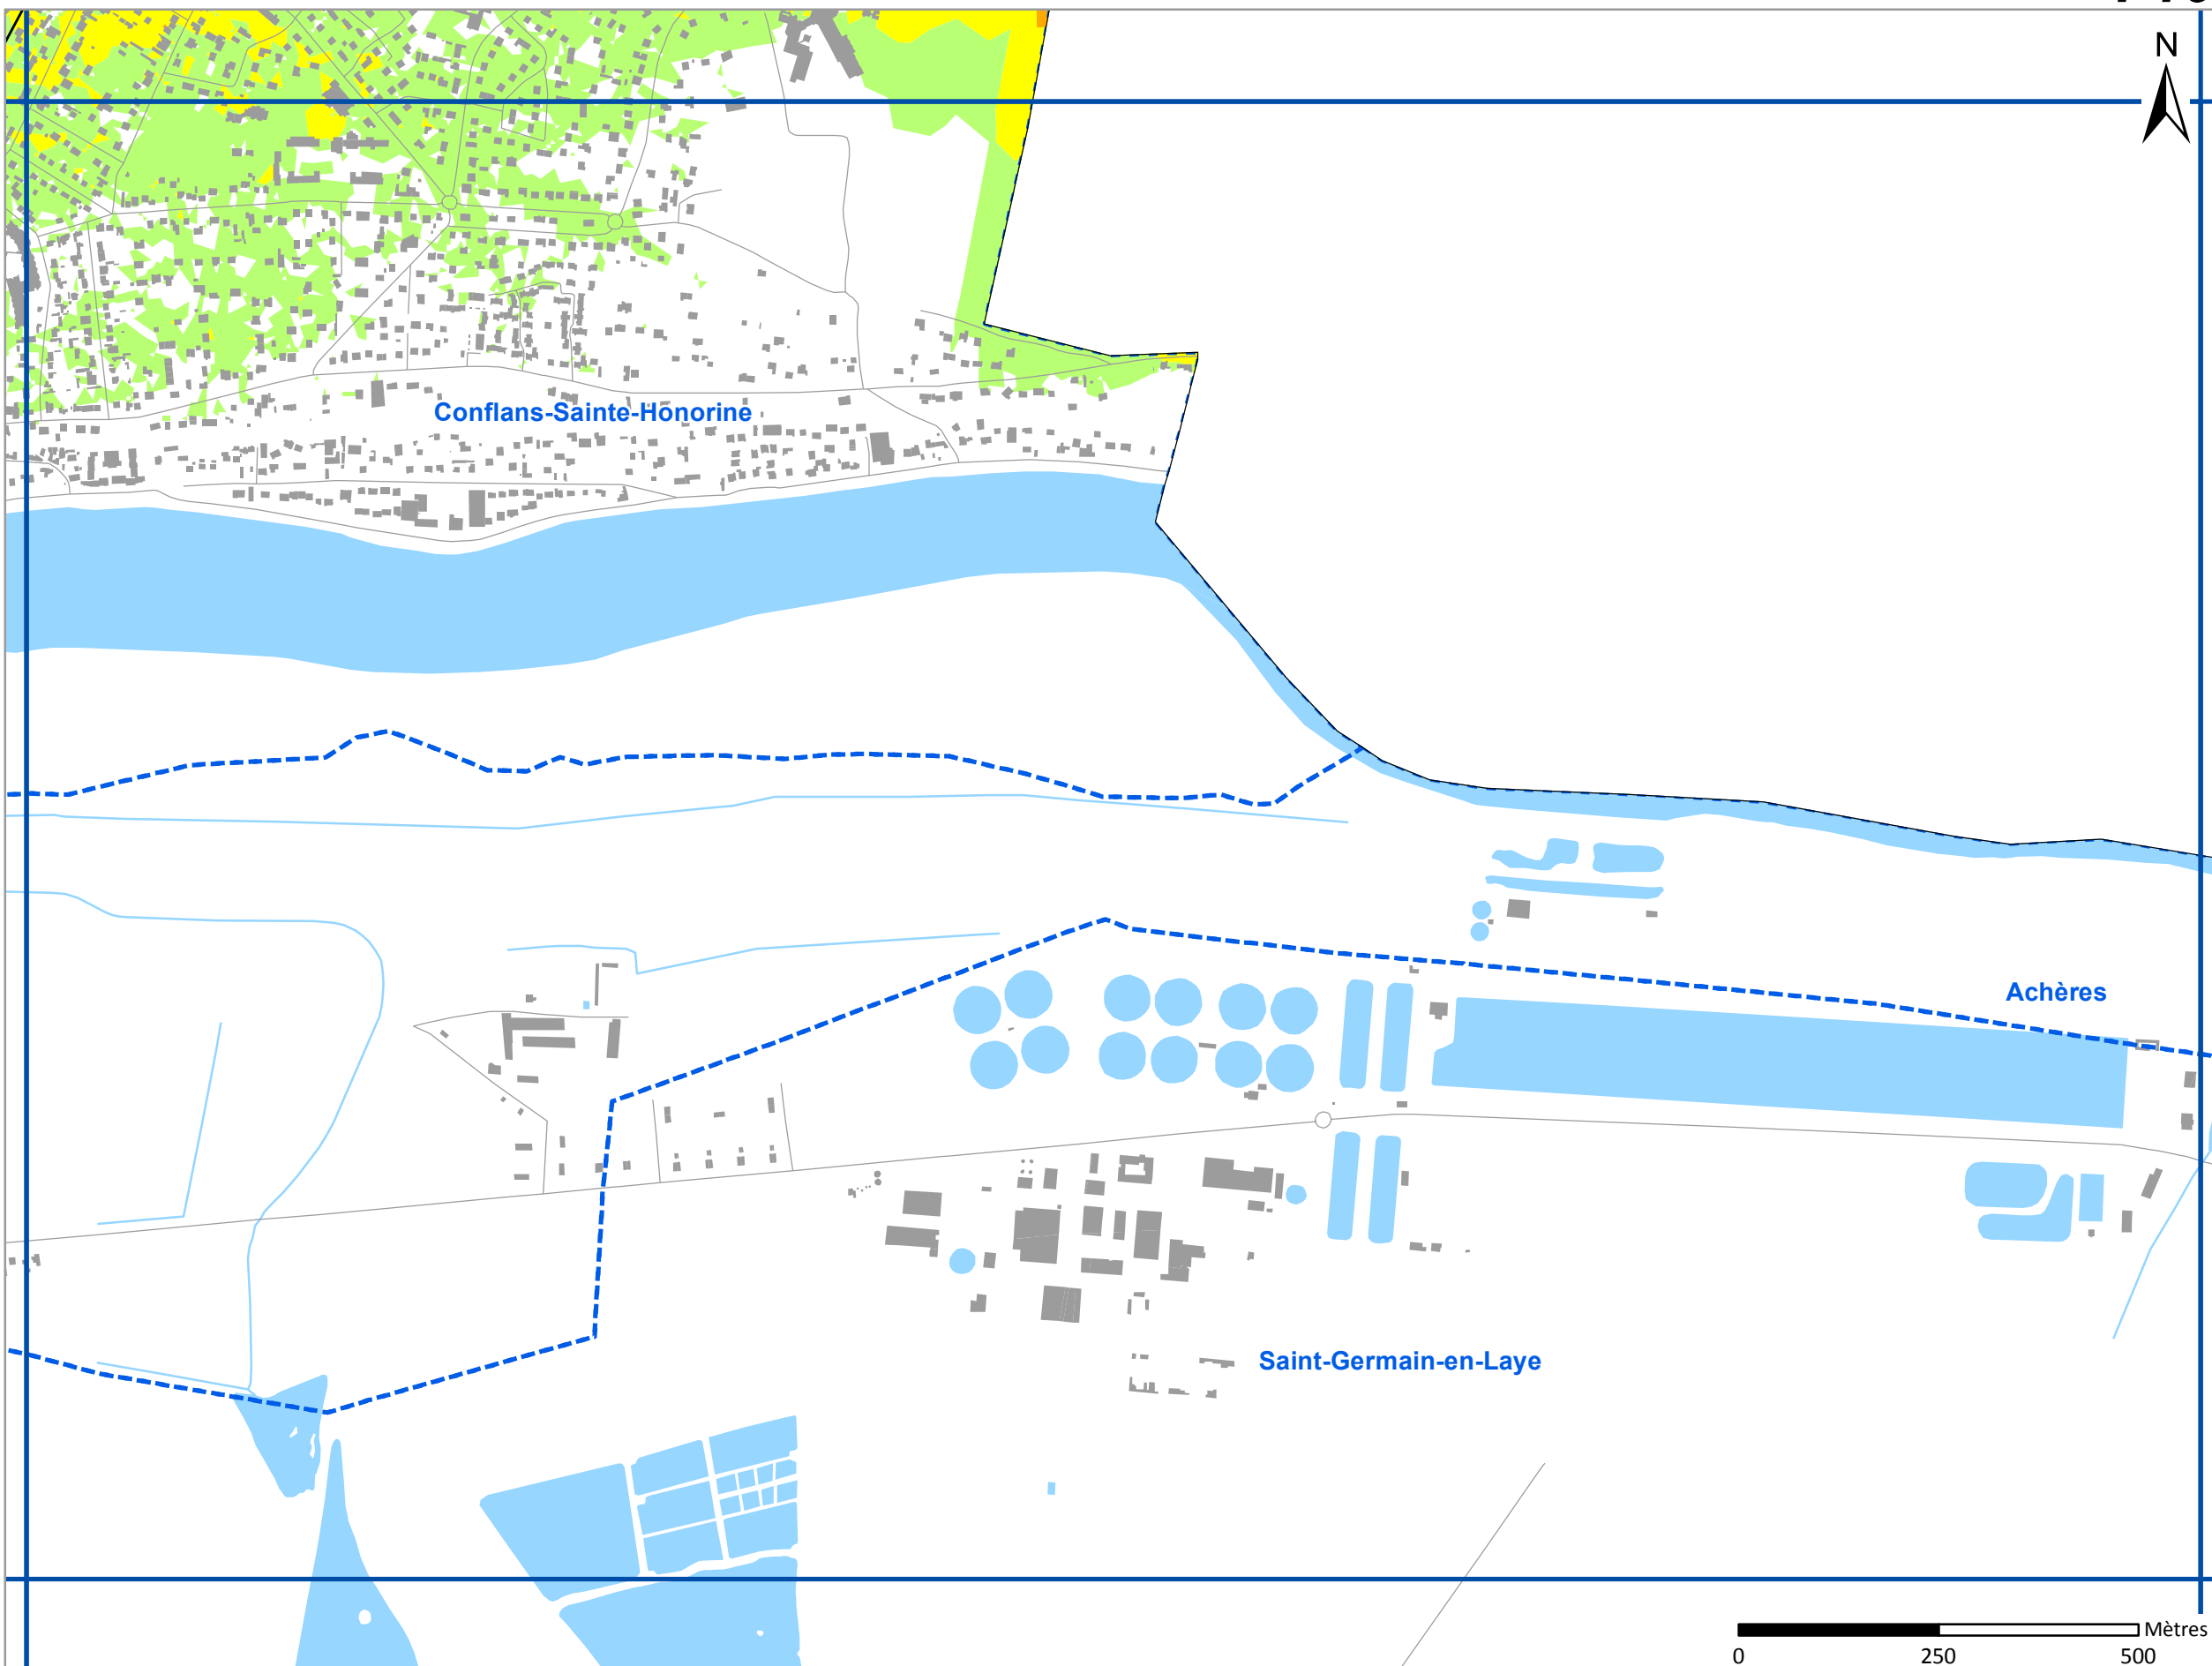 N
Conflans-Sainte-Honorine
Achères
Saint-Germain-en-Laye
Mètres
0 250 500